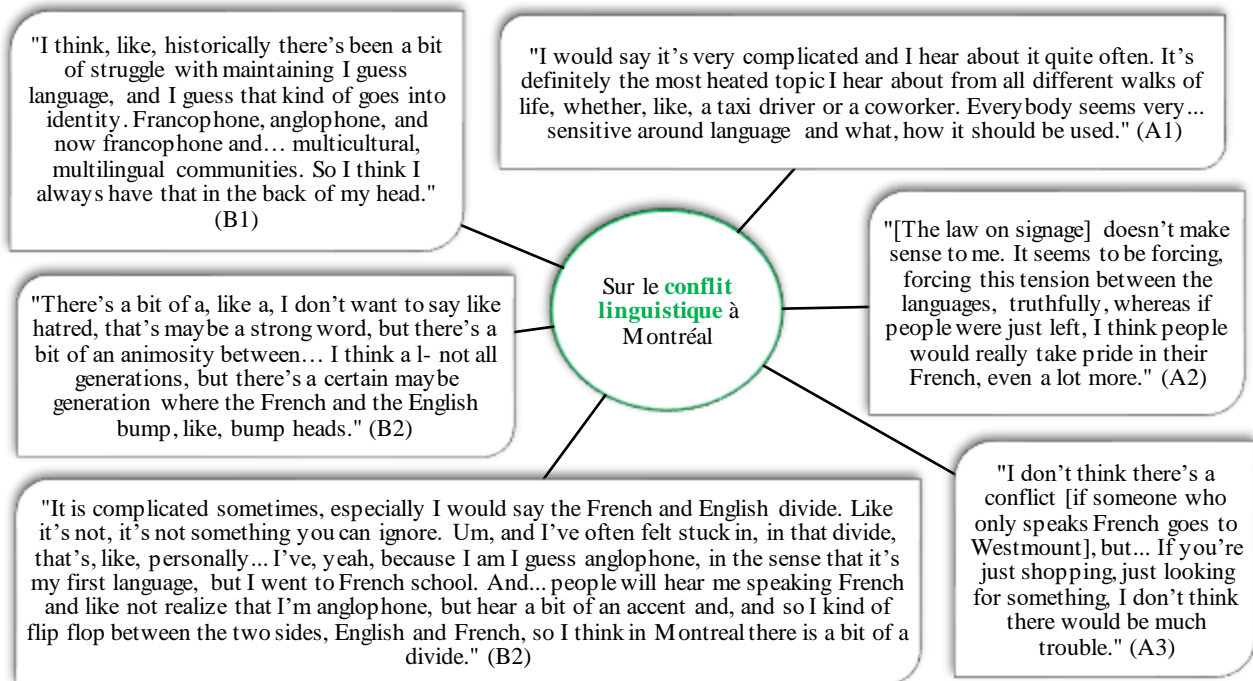 "I think, like, historically there's been a bit
of struggle with maintaining I guess
language, and I guess that kind of goes into
identity. Francophone, anglophone, and
now francophone and… multicultural,
multilingual communities. So I think I
always have that in the back of my head."
(B1)
"I would say it's very complicated and I hear about it quite often. It's
definitely the most heated topic I hear about from all different walks of
life, whether, like, a taxi driver or a coworker. Everybody seems very...
sensitive around language and what, how it should be used." (A1)
"[The law on signage] doesn't make
sense to me. It seems to be forcing,
forcing this tension between the
languages, truthfully, whereas if
people were just left, I think people
would really take pride in their
French, even a lot more." (A2)
Sur le conflit
linguistique à
Montréal
"There's a bit of a, like a, I don't want to say like
hatred, that's maybe a strong word, but there's a
bit of an animosity between… I think a l- not all
generations, but there's a certain maybe
generation where the French and the English
bump, like, bump heads." (B2)
"I don't think there's a
conflict [if someone who
only speaks French goes to
Westmount], but... If you're
just shopping, just looking
for something, I don't think
there would be much
trouble." (A3)
"It is complicated sometimes, especially I would say the French and English divide. Like
it's not, it's not something you can ignore. Um, and I've often felt stuck in, in that divide,
that's, like, personally... I've, yeah, because I am I guess anglophone, in the sense that it's
my first language, but I went to French school. And... people will hear me speaking French
and like not realize that I'm anglophone, but hear a bit of an accent and, and so I kind of
flip flop between the two sides, English and French, so I think in Montreal there is a bit of a
divide." (B2)